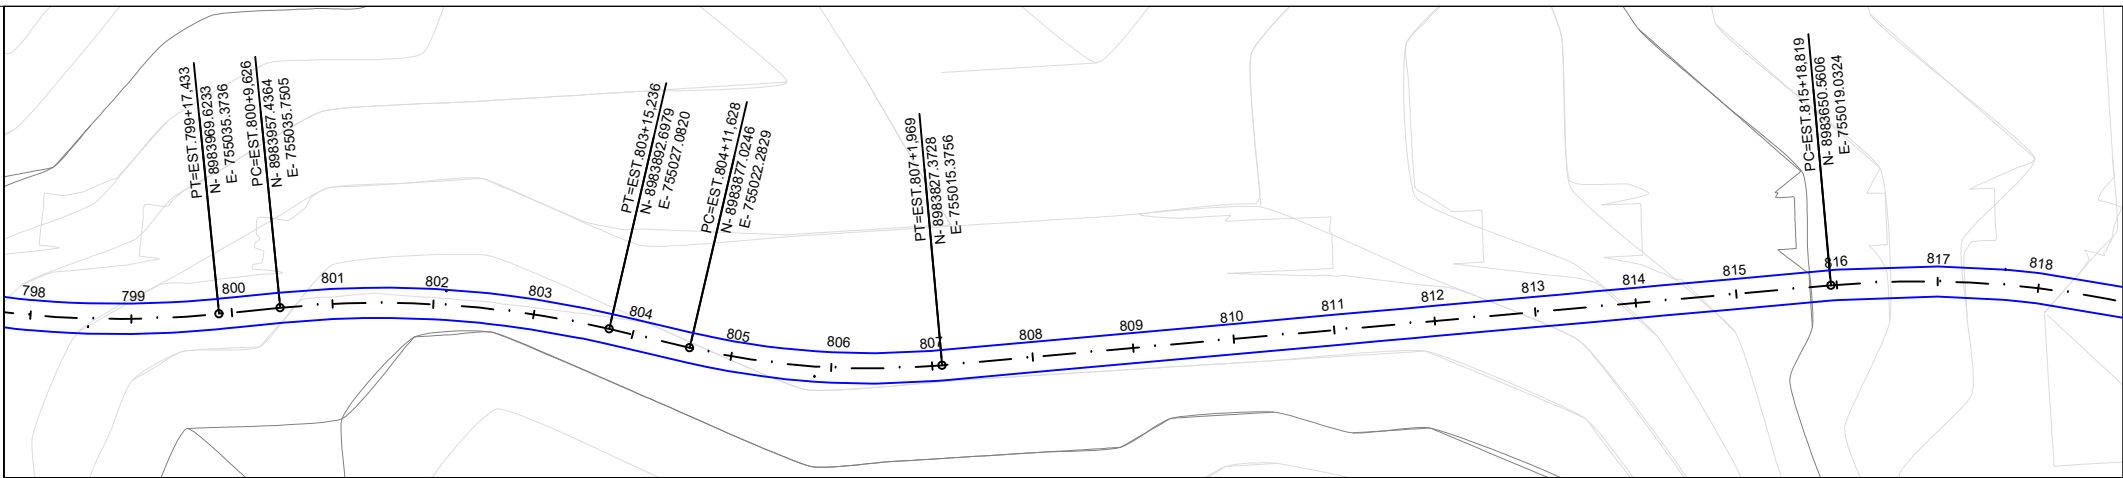 PT=EST.799+17,433
N- 8983969.6233
E- 755035.3736
PC=EST.800+9,626
N- 8983957.4364
E- 755035.7505
PT=EST.803+15,236
N- 8983892.6979
E- 755027.0820
PC=EST.804+11,628
N- 8983877.0246
E- 755022.2829
PT=EST.807+1,969
N- 8983827.3728
E- 755015.3756
PC=EST.815+18,819
N- 8983650.5606
E- 755019.0324
798
799
800
801
802
803
804
805
806
807
808
809
810
811
812
813
814
815
816
817
818